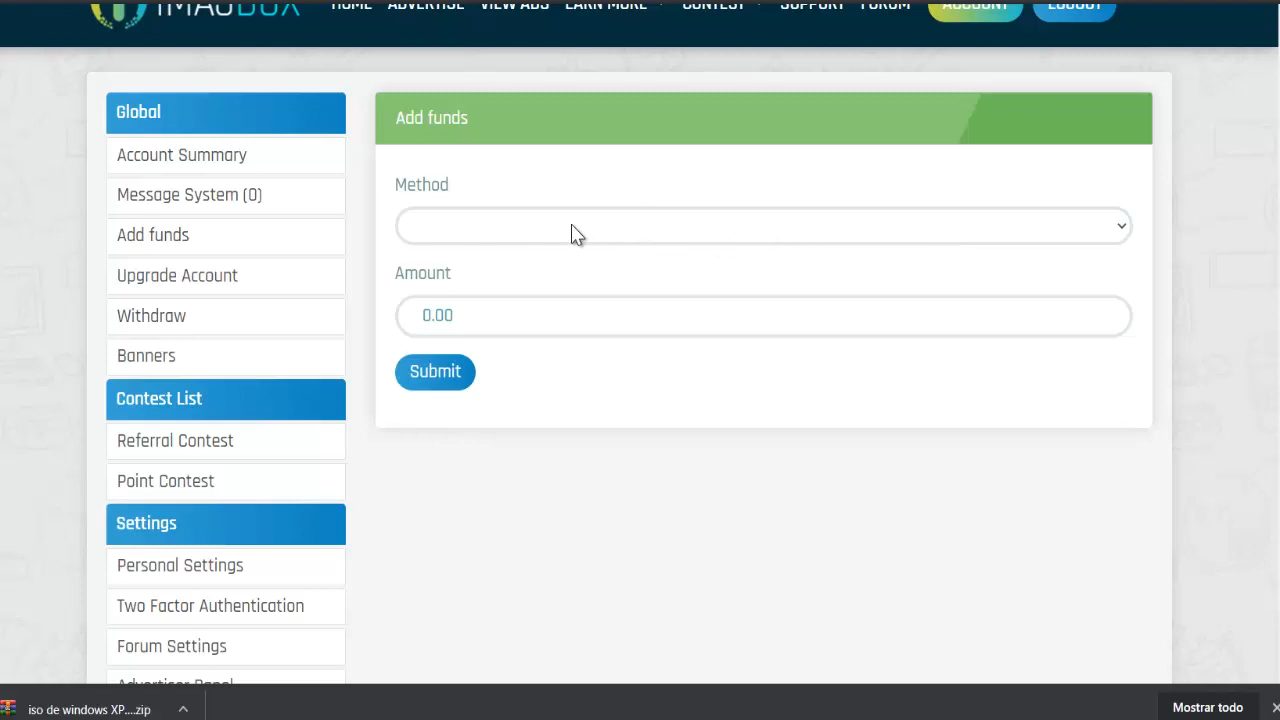 HOME ADVERTISE VIEW ADS LEARN MORE CONTEST SUPPORT FORUM ACCOUNT LOGOUT
Global
Account Summary
Message System (0)
Add funds
Upgrade Account
Withdraw
Banners
Contest List
Referral Contest
Point Contest
Settings
Personal Settings
Two Factor Authentication
Forum Settings
Advertiser Panel
Add funds
Method
Amount
0.00
Submit
iso de windows XP....zip
Mostrar todo